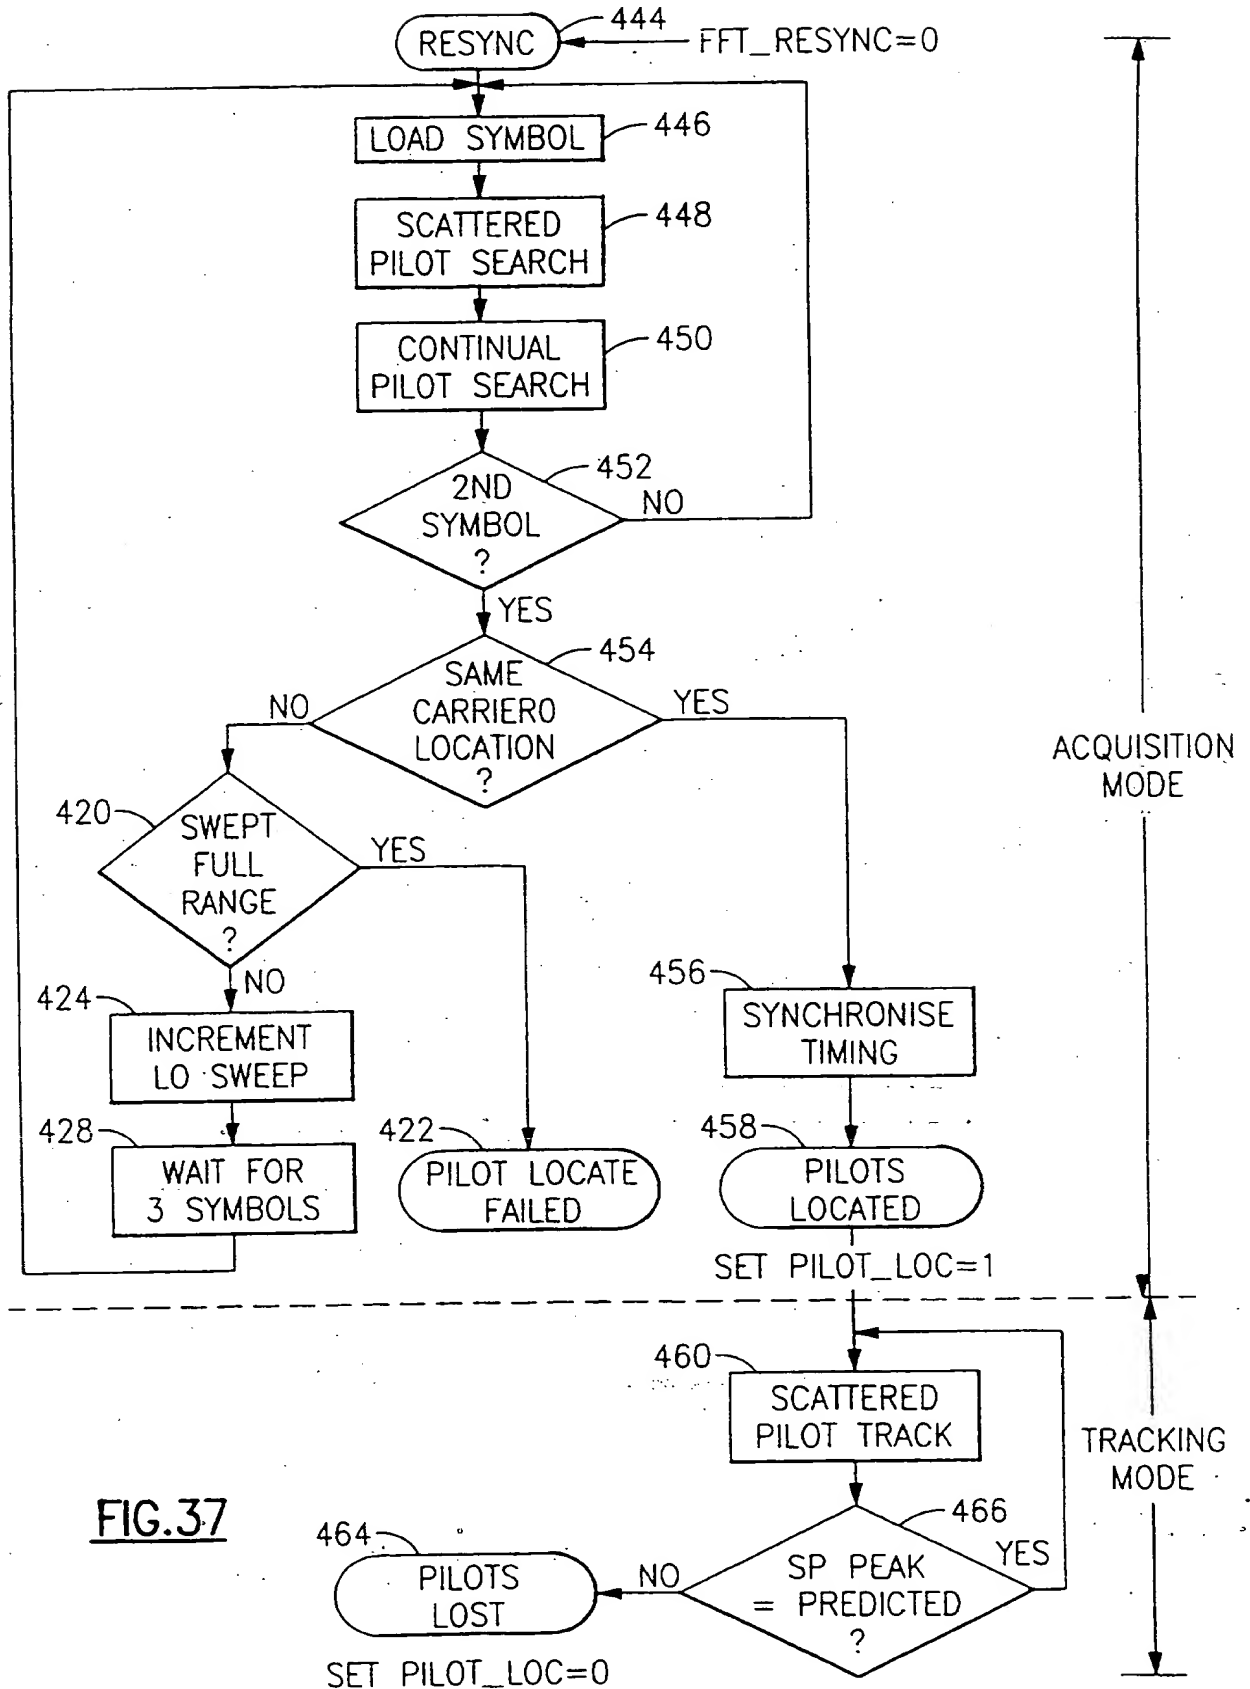 444
RESYNC
FFT_RESYNC=0
LOAD SYMBOL
446
SCATTERED
PILOT SEARCH
448
CONTINUAL
PILOT SEARCH
450
2ND
SYMBOL
?
452
NO
YES
SAME
CARRIERO
LOCATION
?
454
NO
YES
ACQUISITION
MODE
420
SWEPT
FULL
RANGE
?
YES
NO
424
INCREMENT
LO SWEEP
456
SYNCHRONISE
TIMING
428
WAIT FOR
3 SYMBOLS
422
PILOT LOCATE
FAILED
458
PILOTS
LOCATED
SET PILOT_LOC=1
460
SCATTERED
PILOT TRACK
TRACKING
MODE
466
SP PEAK
= PREDICTED
?
YES
NO
464
PILOTS
LOST
SET PILOT_LOC=0
FIG.37